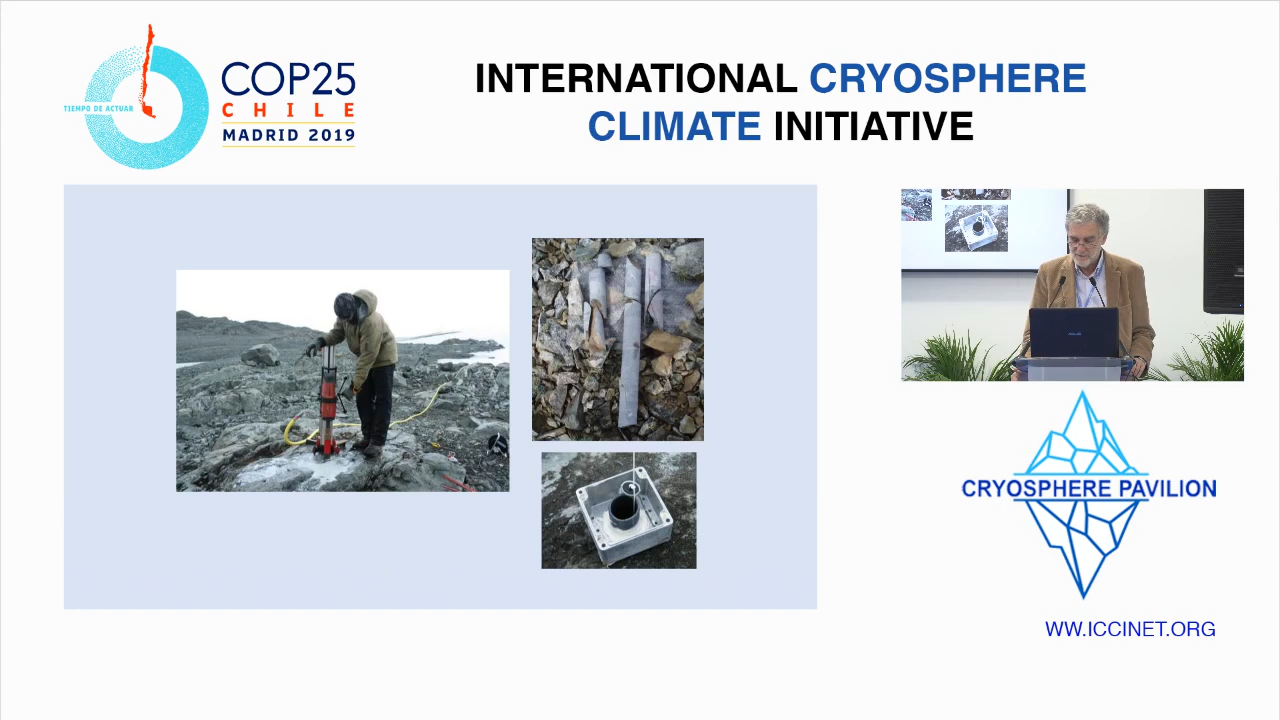 TIEMPO DE ACTUAR
COP25
CHILE
MADRID 2019
INTERNATIONAL CRYOSPHERE
CLIMATE INITIATIVE
CRYOSPHERE PAVILION
WW.ICCINET.ORG